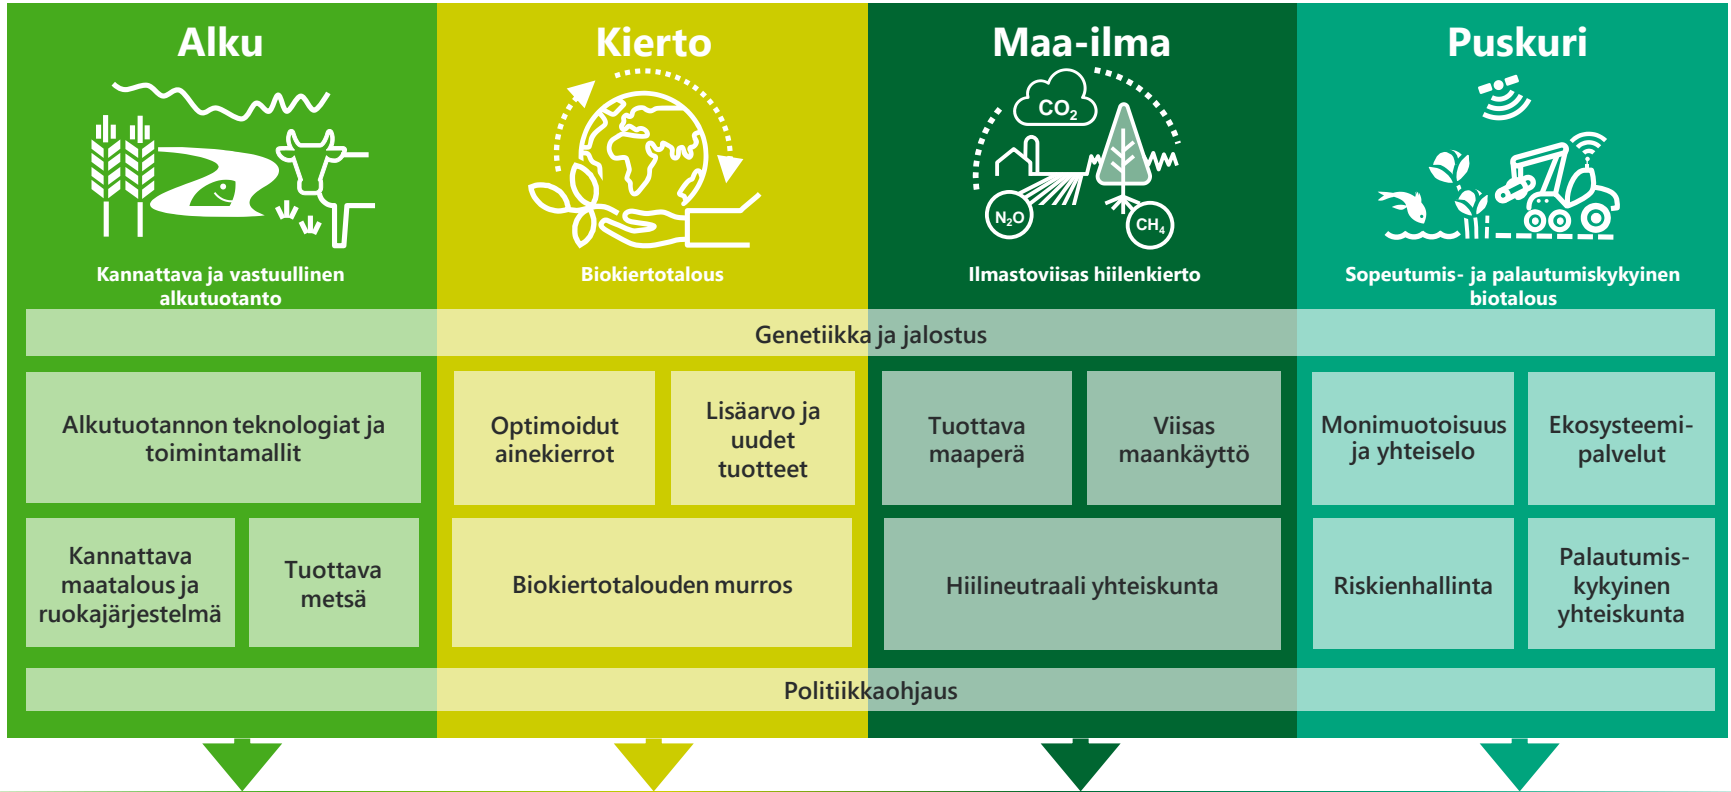 Alku
Kierto
Maa-ilma
Puskuri
CO₂
N₂O
CH₄
Kannattava ja vastuullinen
alkutuotanto
Biokiertotalous
Ilmastoviisas hiilenkierto
Sopeutumis- ja palautumiskykyinen
biotalous
Genetiikka ja jalostus
Alkutuotannon teknologiat ja
toimintamallit
Optimoidut
ainekierrot
Lisäarvo ja
uudet
tuotteet
Tuottava
maaperä
Viisas
maankäyttö
Monimuotoisuus
ja yhteiselo
Ekosysteemi-
palvelut
Kannattava
maatalous ja
ruokajärjestelmä
Tuottava
metsä
Biokiertotalouden murros
Hiilineutraali yhteiskunta
Riskienhallinta
Palautumis-
kykyinen
yhteiskunta
Politiikkaohjaus